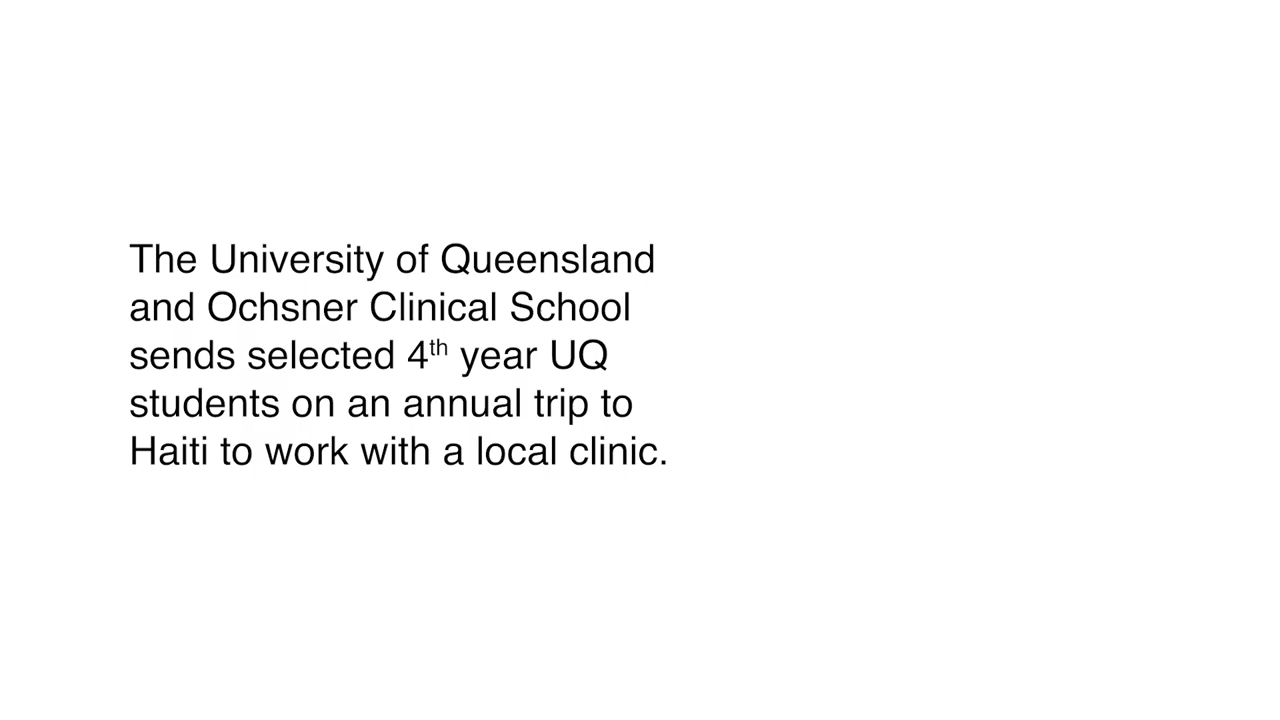 The University of Queensland
and Ochsner Clinical School
sends selected 4th year UQ
students on an annual trip to
Haiti to work with a local clinic.